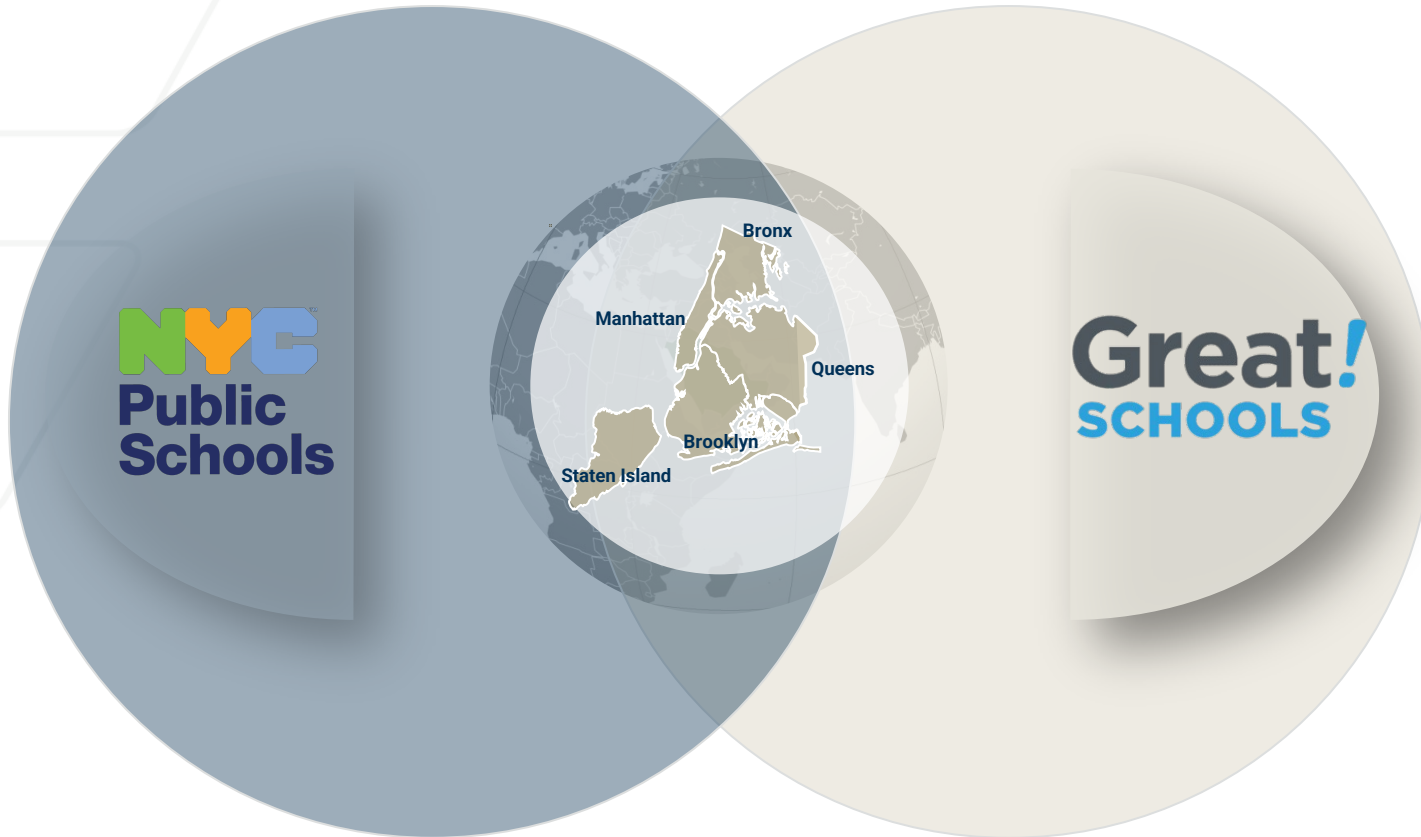 NYC
Public
Schools
Bronx
Manhattan
Queens
Brooklyn
Staten Island
Great!
SCHOOLS